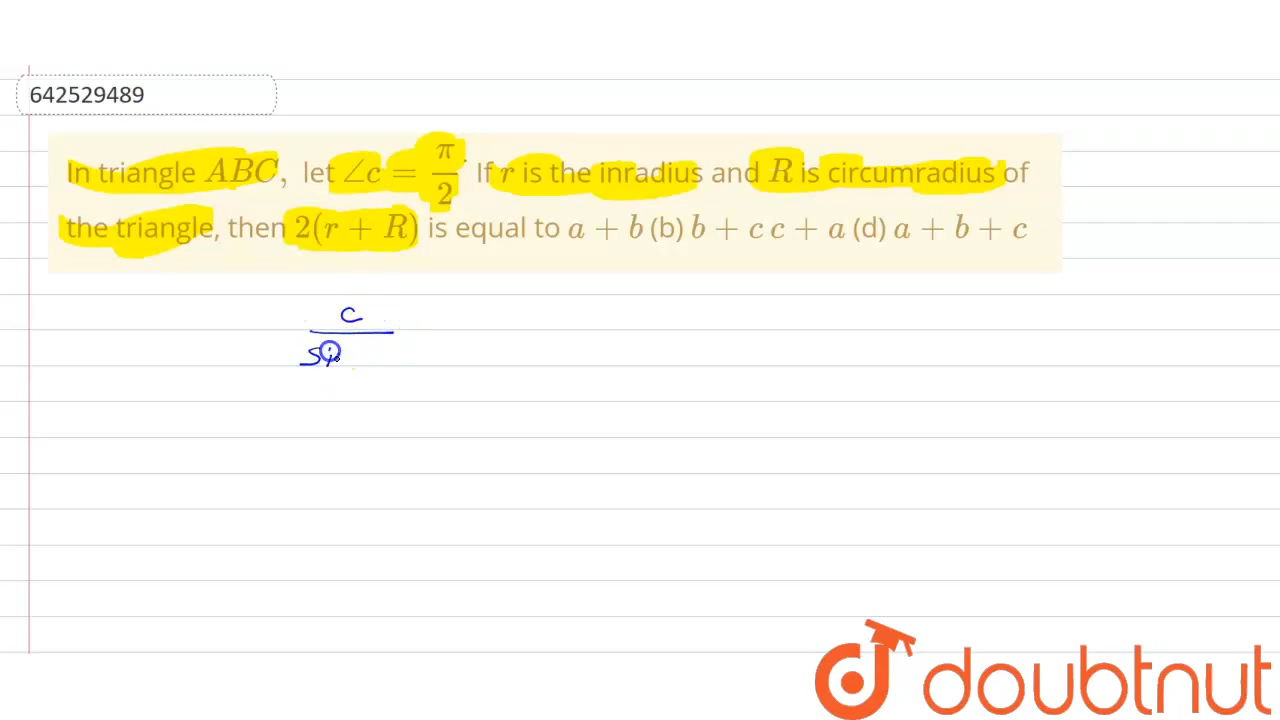 642529489
In triangle ABC, let ∠c = π/2. If r is the inradius and R is circumradius of
the triangle, then 2(r + R) is equal to a + b (b) b + c c + a (d) a + b + c
c
Si
doubtnut